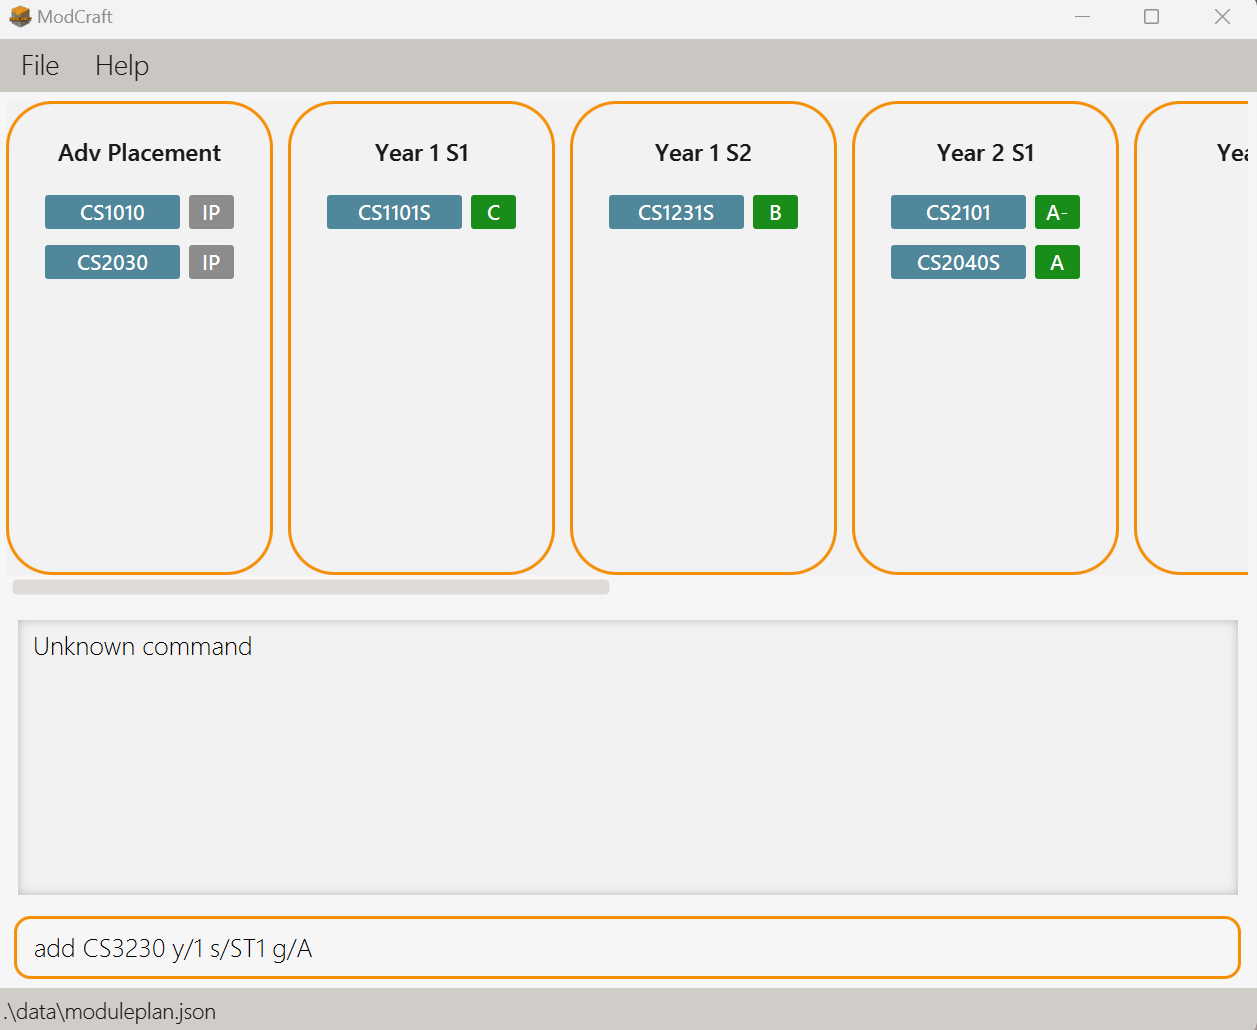 ModCraft
File Help
Adv Placement
CS1010 IP
CS2030 IP
Year 1 S1
CS1101S C
Year 1 S2
CS1231S B
Year 2 S1
CS2101 A-
CS2040S A
Unknown command
add CS3230 y/1 s/ST1 g/A
.\data\moduleplan.json